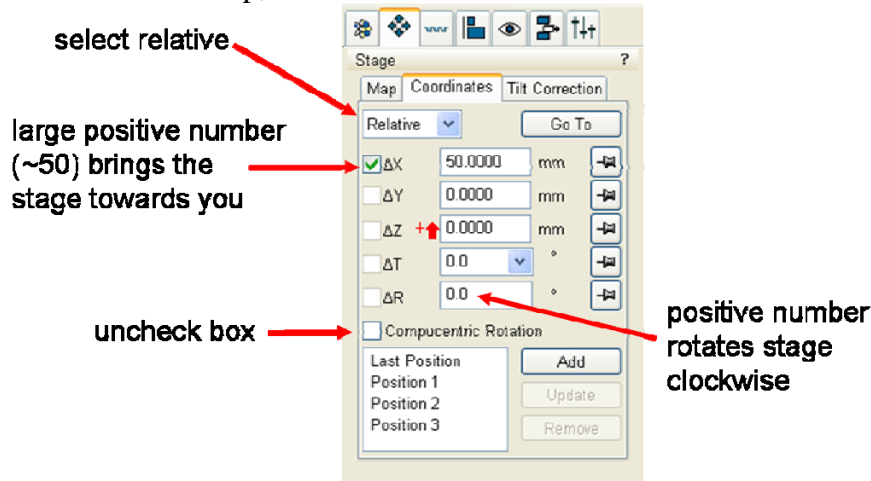 select relative
large positive number
(~50) brings the
stage towards you
uncheck box
Stage ?
Map Coordinates Tilt Correction
Relative Go To
ΔX 50.0000 mm
ΔY 0.0000 mm
ΔZ + 0.0000 mm
ΔT 0.0 °
ΔR 0.0 °
Compucentric Rotation
Last Position
Position 1
Position 2
Position 3
Add
Update
Remove
positive number
rotates stage
clockwise